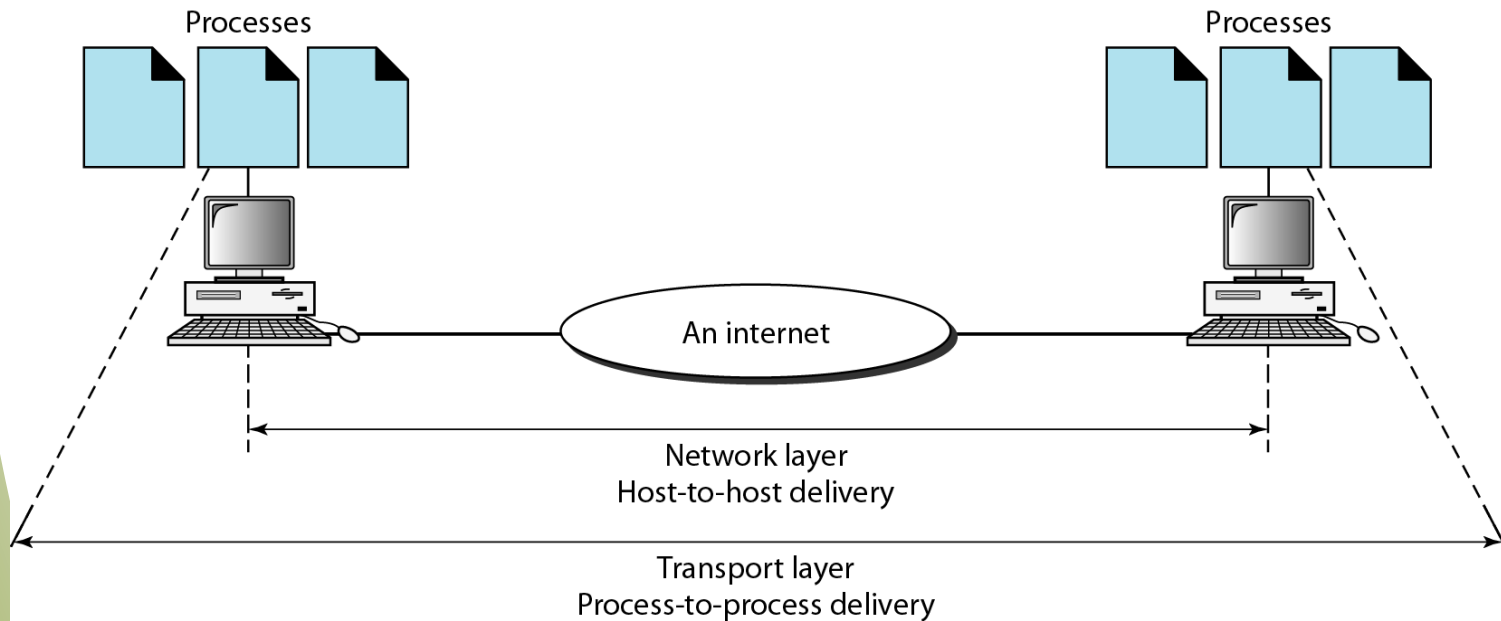 Processes
Processes
An internet
Network layer
Host-to-host delivery
Transport layer
Process-to-process delivery